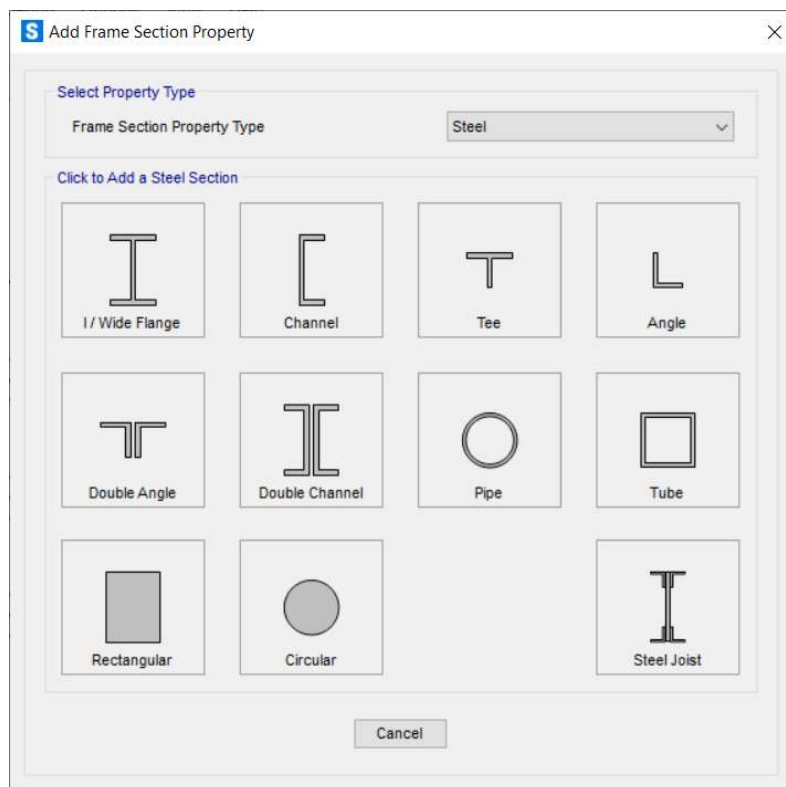 S Add Frame Section Property
Select Property Type
Frame Section Property Type Steel
Click to Add a Steel Section
I / Wide Flange Channel Tee Angle
Double Angle Double Channel Pipe Tube
Rectangular Circular Steel Joist
Cancel